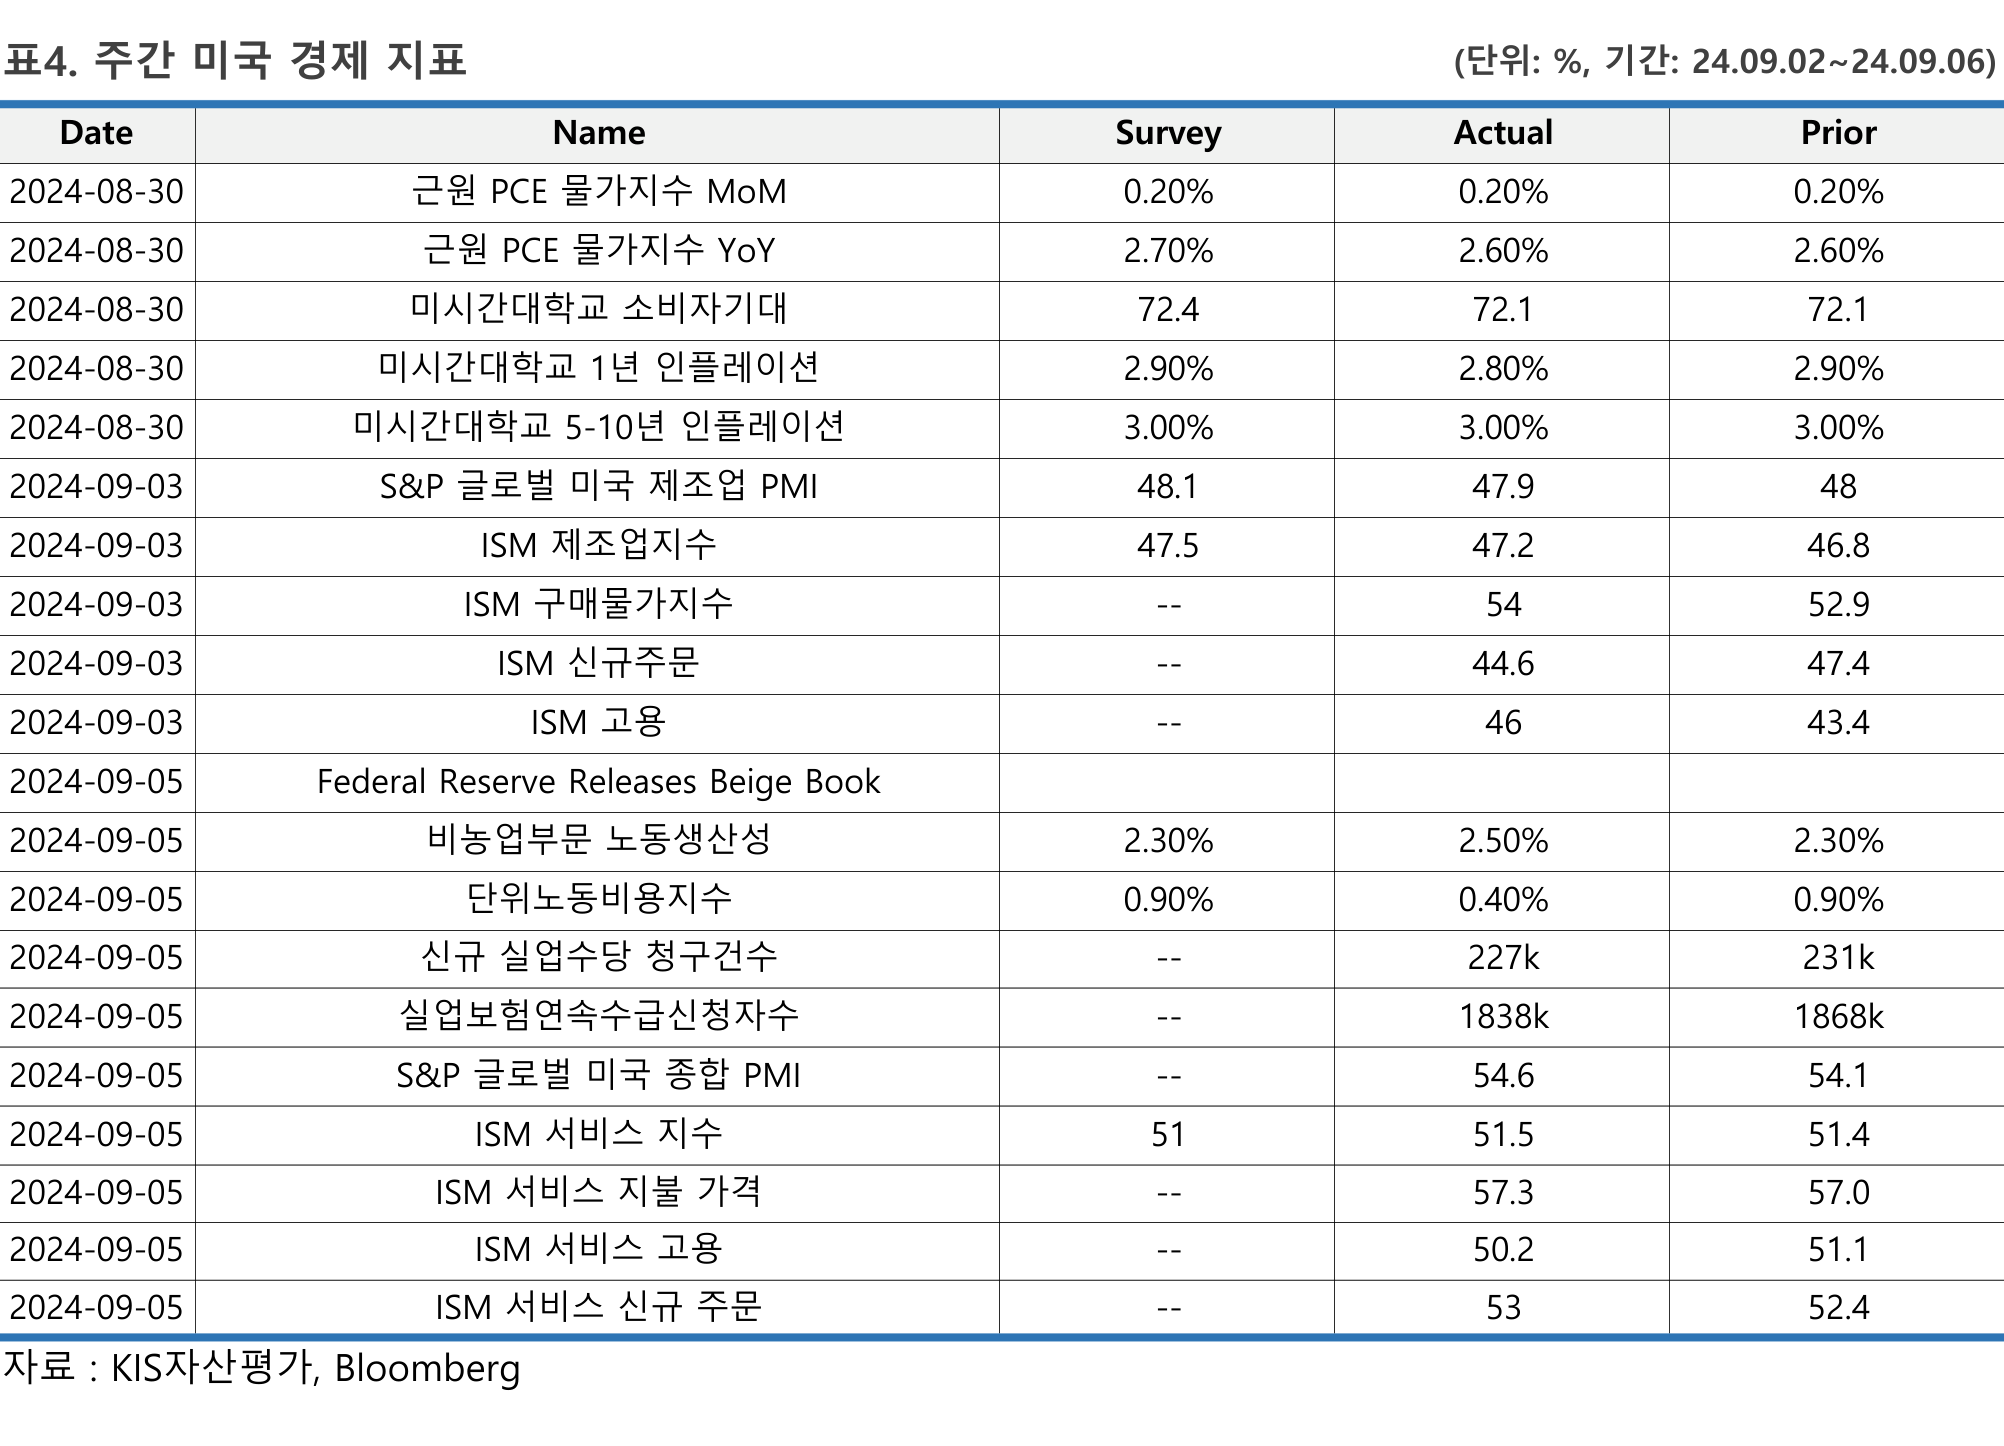 표4. 주간 미국 경제 지표 (단위: %, 기간: 24.09.02~24.09.06)
Date Name Survey Actual Prior
2024-08-30 근원 PCE 물가지수 MoM 0.20% 0.20% 0.20%
2024-08-30 근원 PCE 물가지수 YoY 2.70% 2.60% 2.60%
2024-08-30 미시간대학교 소비자기대 72.4 72.1 72.1
2024-08-30 미시간대학교 1년 인플레이션 2.90% 2.80% 2.90%
2024-08-30 미시간대학교 5-10년 인플레이션 3.00% 3.00% 3.00%
2024-09-03 S&P 글로벌 미국 제조업 PMI 48.1 47.9 48
2024-09-03 ISM 제조업지수 47.5 47.2 46.8
2024-09-03 ISM 구매물가지수 -- 54 52.9
2024-09-03 ISM 신규주문 -- 44.6 47.4
2024-09-03 ISM 고용 -- 46 43.4
2024-09-05 Federal Reserve Releases Beige Book
2024-09-05 비농업부문 노동생산성 2.30% 2.50% 2.30%
2024-09-05 단위노동비용지수 0.90% 0.40% 0.90%
2024-09-05 신규 실업수당 청구건수 -- 227k 231k
2024-09-05 실업보험연속수급신청자수 -- 1838k 1868k
2024-09-05 S&P 글로벌 미국 종합 PMI -- 54.6 54.1
2024-09-05 ISM 서비스 지수 51 51.5 51.4
2024-09-05 ISM 서비스 지불 가격 -- 57.3 57.0
2024-09-05 ISM 서비스 고용 -- 50.2 51.1
2024-09-05 ISM 서비스 신규 주문 -- 53 52.4
자료 : KIS자산평가, Bloomberg